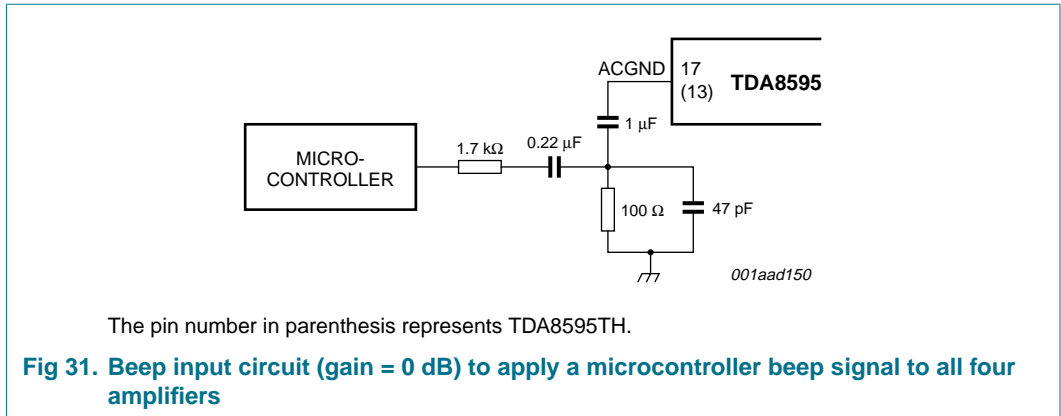 ACGND
17
(13)
TDA8595
1 μF
MICRO-
CONTROLLER
1.7 kΩ
0.22 μF
100 Ω
47 pF
001aad150
The pin number in parenthesis represents TDA8595TH.
Fig 31. Beep input circuit (gain = 0 dB) to apply a microcontroller beep signal to all four
amplifiers